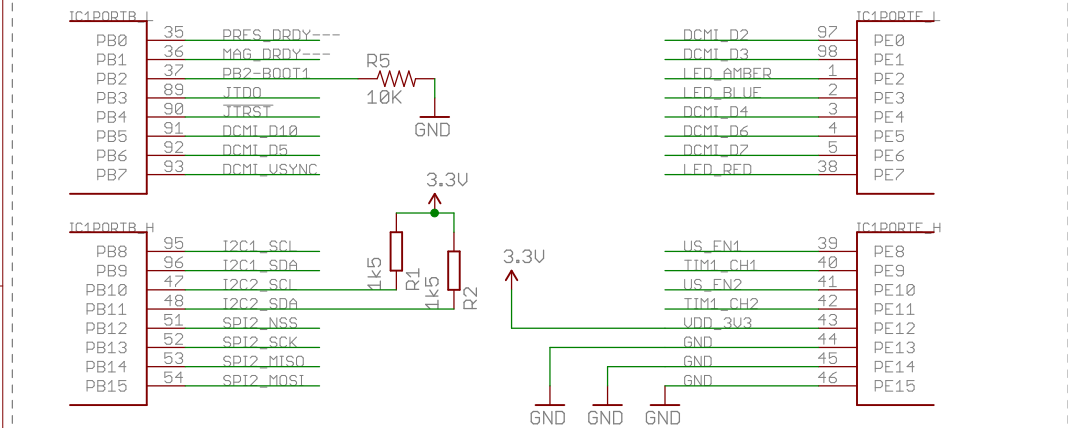 IC1PORTB_L
PB0 35 PRES_DRDY---
PB1 36 MAG_DRDY---
PB2 37 PB2-BOOT1
PB3 89 JTDO
PB4 90 JTRST
PB5 91 DCMI_D10
PB6 92 DCMI_D5
PB7 93 DCMI_VSYNC
R5
10K
GND
IC1PORTE_L
DCMI_D2 97 PE0
DCMI_D3 98 PE1
LED_AMBER 1 PE2
LED_BLUE 2 PE3
DCMI_D4 3 PE4
DCMI_D6 4 PE5
DCMI_D7 5 PE6
LED_RED 38 PE7
IC1PORTB_H
PB8 95 I2C1_SCL
PB9 96 I2C1_SDA
PB10 47 I2C2_SCL
PB11 48 I2C2_SDA
PB12 51 SPI2_NSS
PB13 52 SPI2_SCK
PB14 53 SPI2_MISO
PB15 54 SPI2_MOSI
3.3V
1k5
R1
1k5
R2
3.3V
IC1PORTE_H
US_EN1 39 PE8
TIM1_CH1 40 PE9
US_EN2 41 PE10
TIM1_CH2 42 PE11
VDD_3V3 43 PE12
GND 44 PE13
GND 45 PE14
GND 46 PE15
GND GND GND